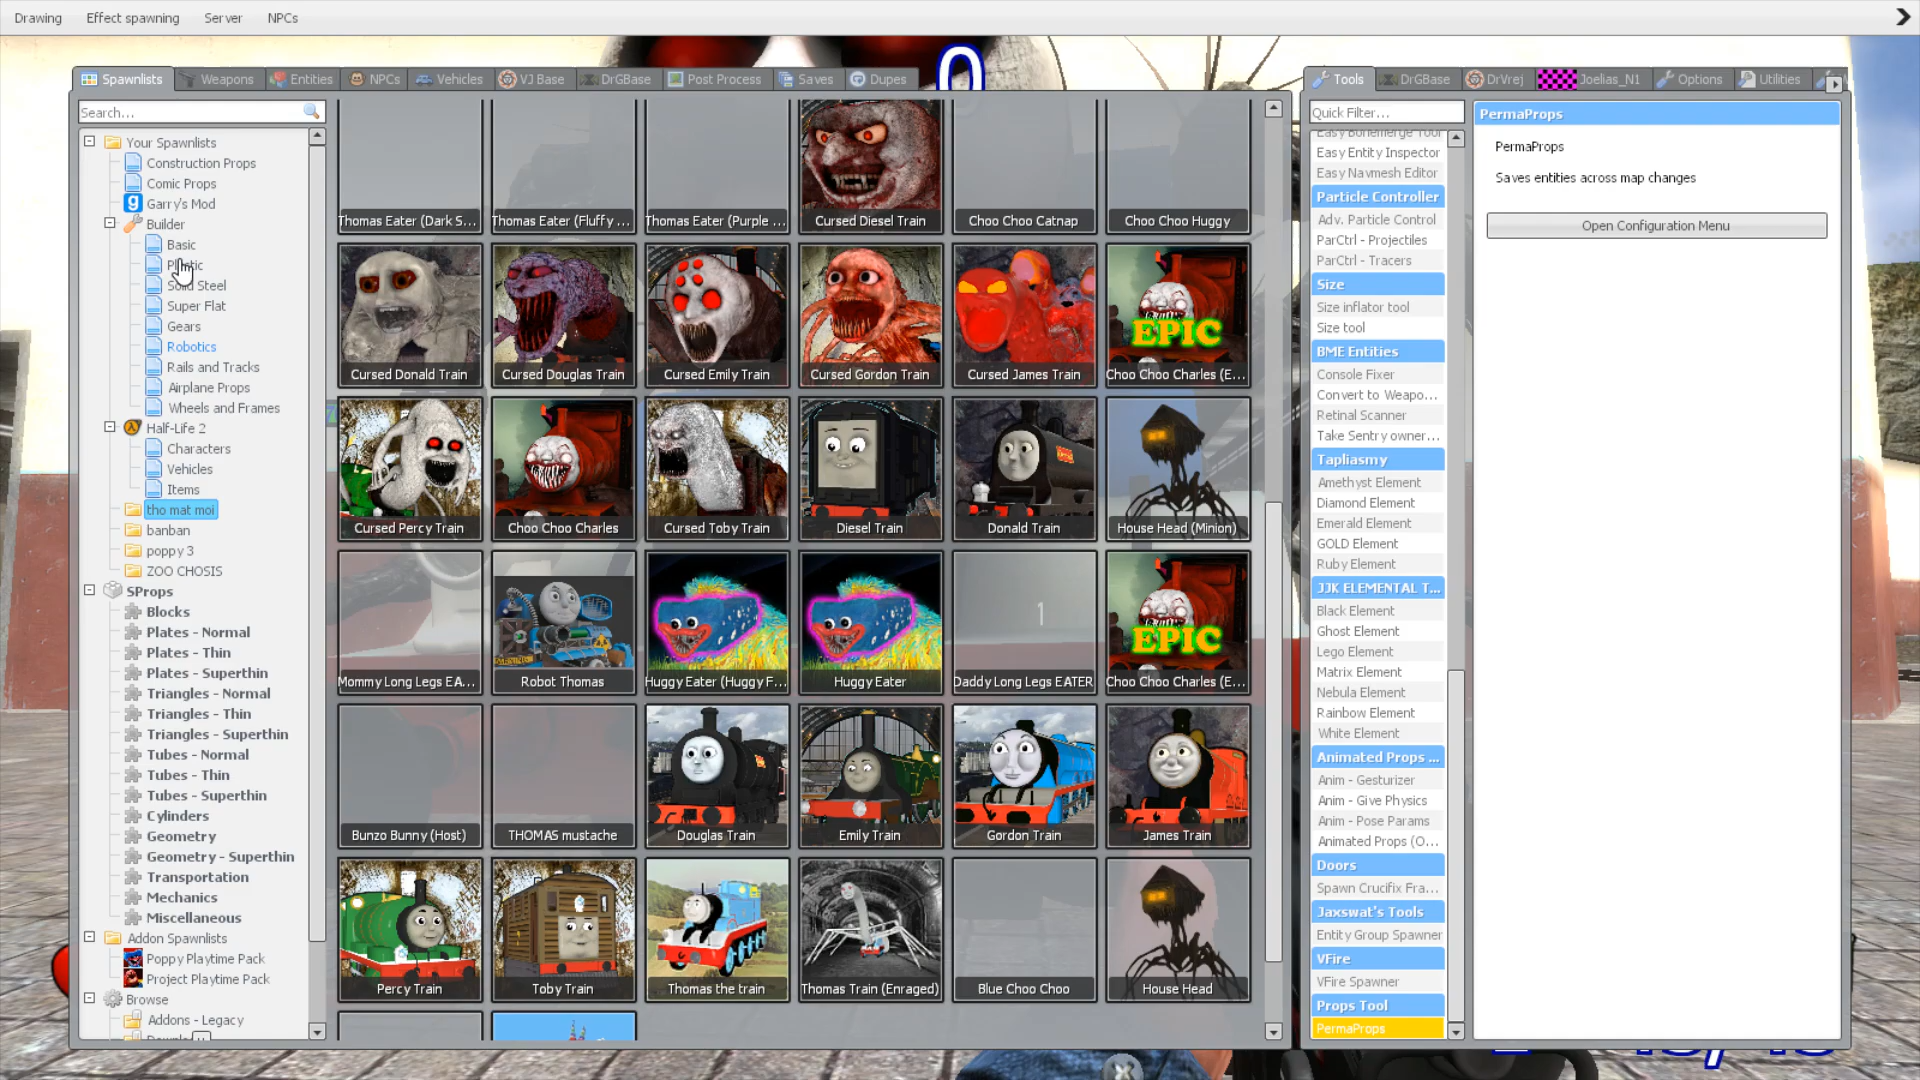 Drawing Effect spawning Server NPCs
0
Spawnlists Weapons Entities NPCs Vehicles VJ Base DrGBase Post Process Saves Dupes
Search...
Your Spawnlists
Construction Props
Comic Props
Garry's Mod
Builder
Basic
Plastic
Solid Steel
Super Flat
Gears
Robotics
Rails and Tracks
Airplane Props
Wheels and Frames
Half-Life 2
Characters
Vehicles
Items
tho mat moi
banban
poppy 3
ZOO CHOSIS
SProps
Blocks
Plates - Normal
Plates - Thin
Plates - Superthin
Triangles - Normal
Triangles - Thin
Triangles - Superthin
Tubes - Normal
Tubes - Thin
Tubes - Superthin
Cylinders
Geometry
Geometry - Superthin
Transportation
Mechanics
Miscellaneous
Addon Spawnlists
Poppy Playtime Pack
Project Playtime Pack
Browse
Addons - Legacy
Thomas Eater (Dark S... Thomas Eater (Fluffy ... Thomas Eater (Purple ... Cursed Diesel Train Choo Choo Catnap Choo Choo Huggy
EPIC
Cursed Donald Train Cursed Douglas Train Cursed Emily Train Cursed Gordon Train Cursed James Train Choo Choo Charles (E...
Cursed Percy Train Choo Choo Charles Cursed Toby Train Diesel Train Donald Train House Head (Minion)
1
EPIC
Mommy Long Legs EA... Robot Thomas Huggy Eater (Huggy F... Huggy Eater Daddy Long Legs EATER Choo Choo Charles (E...
Bunzo Bunny (Host) THOMAS mustache Douglas Train Emily Train Gordon Train James Train
Percy Train Toby Train Thomas the train Thomas Train (Enraged) Blue Choo Choo House Head
Tools DrGBase DrVrej Joelias_N1 Options Utilities
Quick Filter...
Easy Bonemerge Tool
Easy Entity Inspector
Easy Navmesh Editor
Particle Controller
Adv. Particle Control
ParCtrl - Projectiles
ParCtrl - Tracers
Size
Size inflator tool
Size tool
BME Entities
Console Fixer
Convert to Weapo...
Retinal Scanner
Take Sentry owner...
Tapliasmy
Amethyst Element
Diamond Element
Emerald Element
GOLD Element
Ruby Element
JJK ELEMENTAL T...
Black Element
Ghost Element
Lego Element
Matrix Element
Nebula Element
Rainbow Element
White Element
Animated Props ...
Anim - Gesturizer
Anim - Give Physics
Anim - Pose Params
Animated Props (O...
Doors
Spawn Crucifix Fra...
Jaxswat's Tools
Entity Group Spawner
VFire
VFire Spawner
Props Tool
PermaProps
PermaProps
PermaProps
Saves entities across map changes
Open Configuration Menu